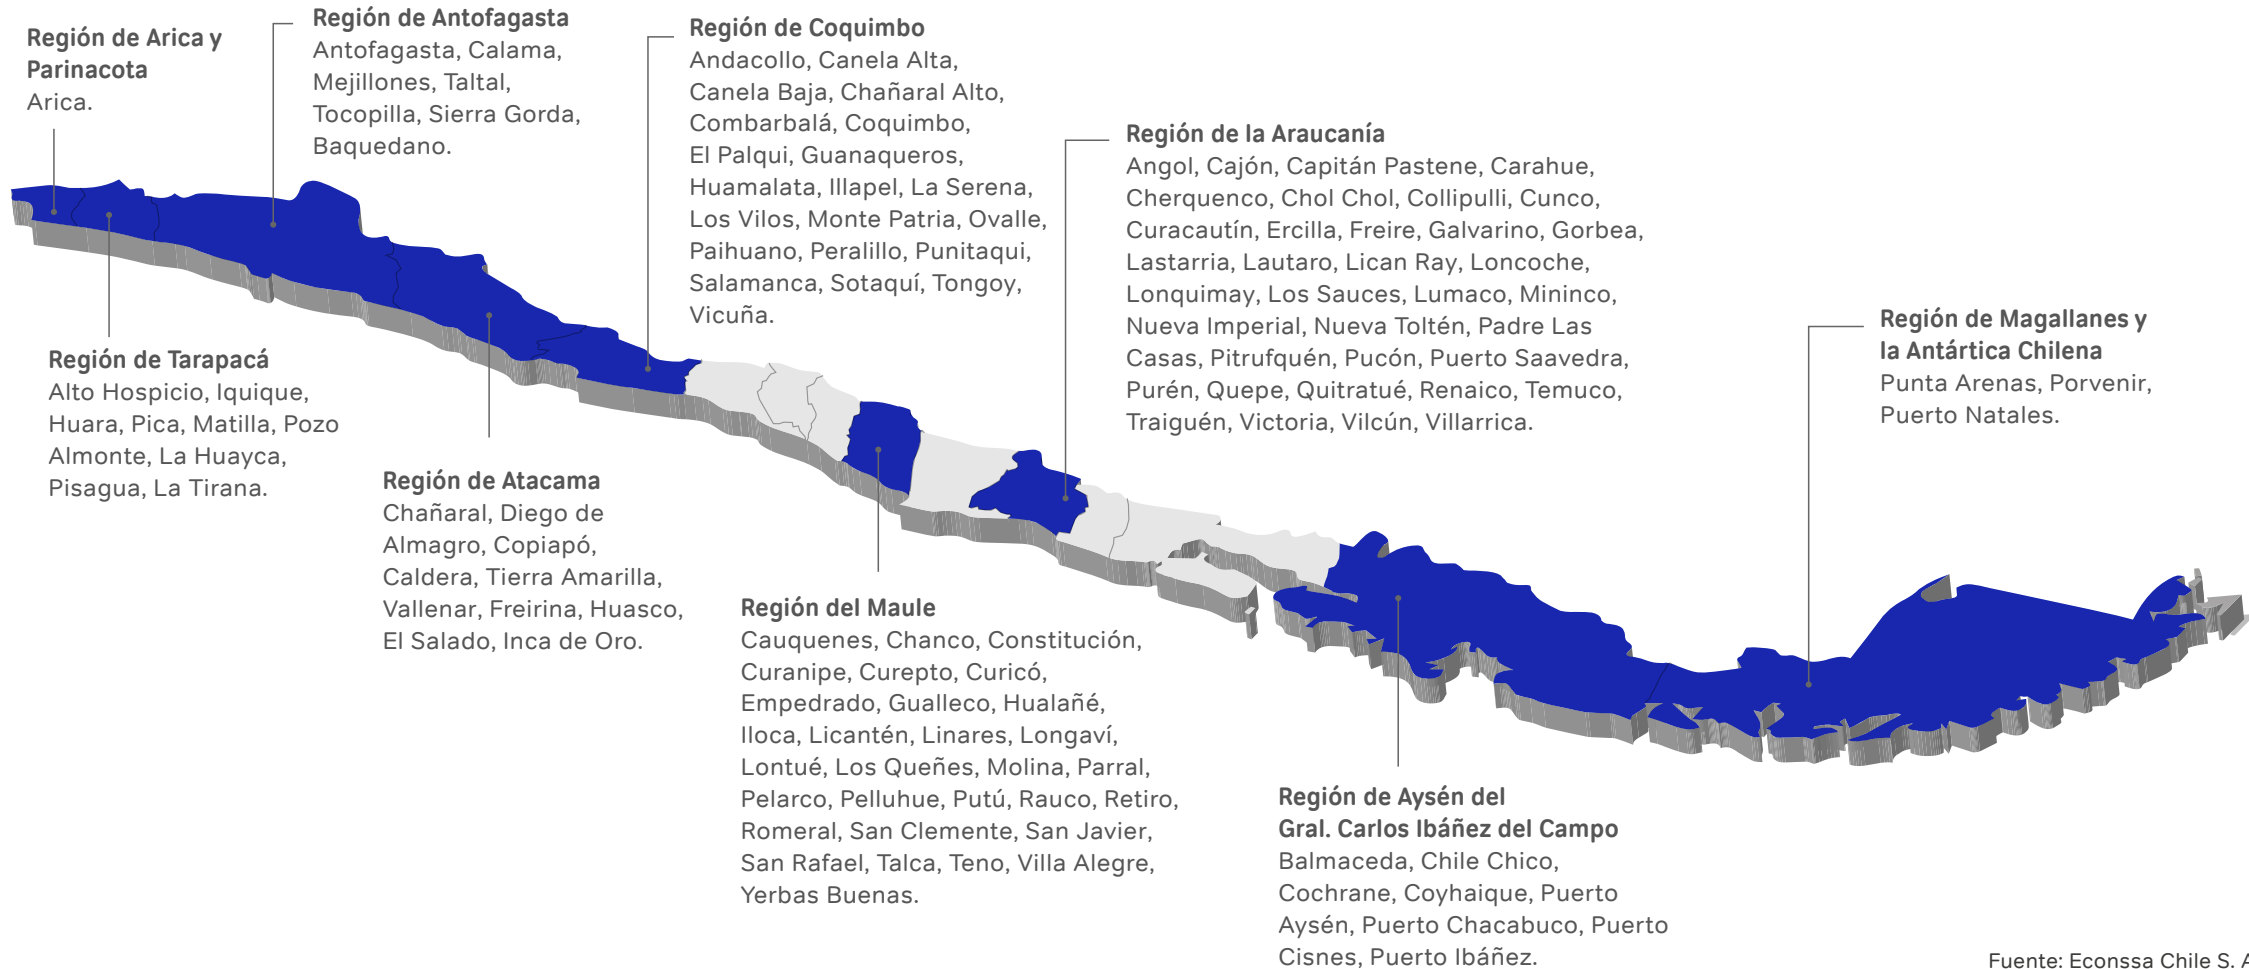 Región de Arica y
Parinacota
Arica.
Región de Antofagasta
Antofagasta, Calama,
Mejillones, Taltal,
Tocopilla, Sierra Gorda,
Baquedano.
Región de Coquimbo
Andacollo, Canela Alta,
Canela Baja, Chañaral Alto,
Combarbalá, Coquimbo,
El Palqui, Guanaqueros,
Huamalata, Illapel, La Serena,
Los Vilos, Monte Patria, Ovalle,
Paihuano, Peralillo, Punitaqui,
Salamanca, Sotaquí, Tongoy,
Vicuña.
Región de la Araucanía
Angol, Cajón, Capitán Pastene, Carahue,
Cherquenco, Chol Chol, Collipulli, Cunco,
Curacautín, Ercilla, Freire, Galvarino, Gorbea,
Lastarria, Lautaro, Lican Ray, Loncoche,
Lonquimay, Los Sauces, Lumaco, Mininco,
Nueva Imperial, Nueva Toltén, Padre Las
Casas, Pitrufquén, Pucón, Puerto Saavedra,
Purén, Quepe, Quitratué, Renaico, Temuco,
Traiguén, Victoria, Vilcún, Villarrica.
Región de Magallanes y
la Antártica Chilena
Punta Arenas, Porvenir,
Puerto Natales.
Región de Tarapacá
Alto Hospicio, Iquique,
Huara, Pica, Matilla, Pozo
Almonte, La Huayca,
Pisagua, La Tirana.
Región de Atacama
Chañaral, Diego de
Almagro, Copiapó,
Caldera, Tierra Amarilla,
Vallenar, Freirina, Huasco,
El Salado, Inca de Oro.
Región del Maule
Cauquenes, Chanco, Constitución,
Curanipe, Curepto, Curicó,
Empedrado, Gualleco, Hualañé,
Iloca, Licantén, Linares, Longaví,
Lontué, Los Queñes, Molina, Parral,
Pelarco, Pelluhue, Putú, Rauco, Retiro,
Romeral, San Clemente, San Javier,
San Rafael, Talca, Teno, Villa Alegre,
Yerbas Buenas.
Región de Aysén del
Gral. Carlos Ibáñez del Campo
Balmaceda, Chile Chico,
Cochrane, Coyhaique, Puerto
Aysén, Puerto Chacabuco, Puerto
Cisnes, Puerto Ibáñez.
Fuente: Econssa Chile S. A